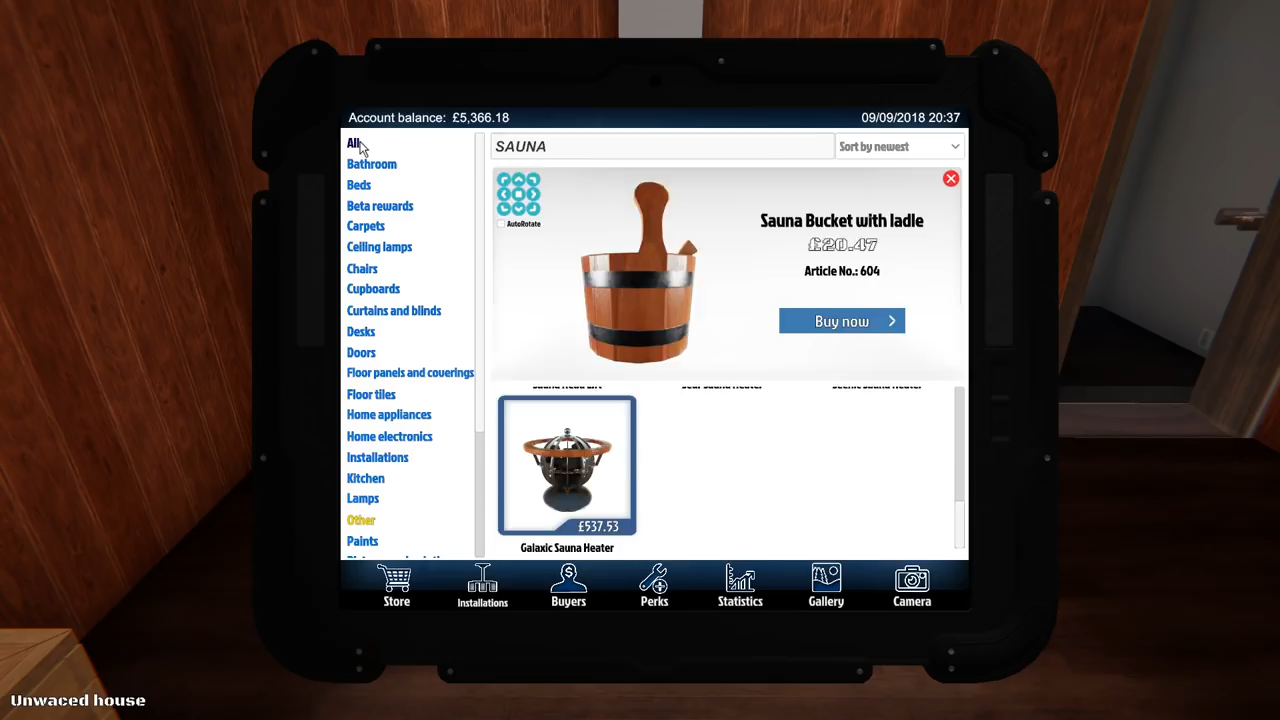 Account balance: £5,366.18
09/09/2018 20:37
All
Bathroom
Beds
Beta rewards
Carpets
Ceiling lamps
Chairs
Cupboards
Curtains and blinds
Desks
Doors
Floor panels and coverings
Floor tiles
Home appliances
Home electronics
Installations
Kitchen
Lamps
Other
Paints
SAUNA
Sort by newest
AutoRotate
Sauna Bucket with ladle
£20.47
Article No.: 604
Buy now
£537.53
Galaxic Sauna Heater
Store
Installations
Buyers
Perks
Statistics
Gallery
Camera
Unwaced house